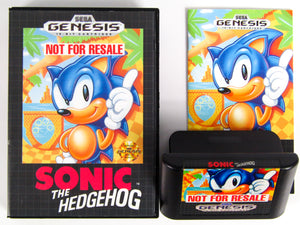 SEGA
GENESIS
16-BIT CARTRIDGE
NOT FOR RESALE
SONIC
THE
HEDGEHOG
SEGA
GENESIS
NOT FOR RESALE
SONIC
THE
HEDGEHOG
NOT FOR RESALE
GENESIS